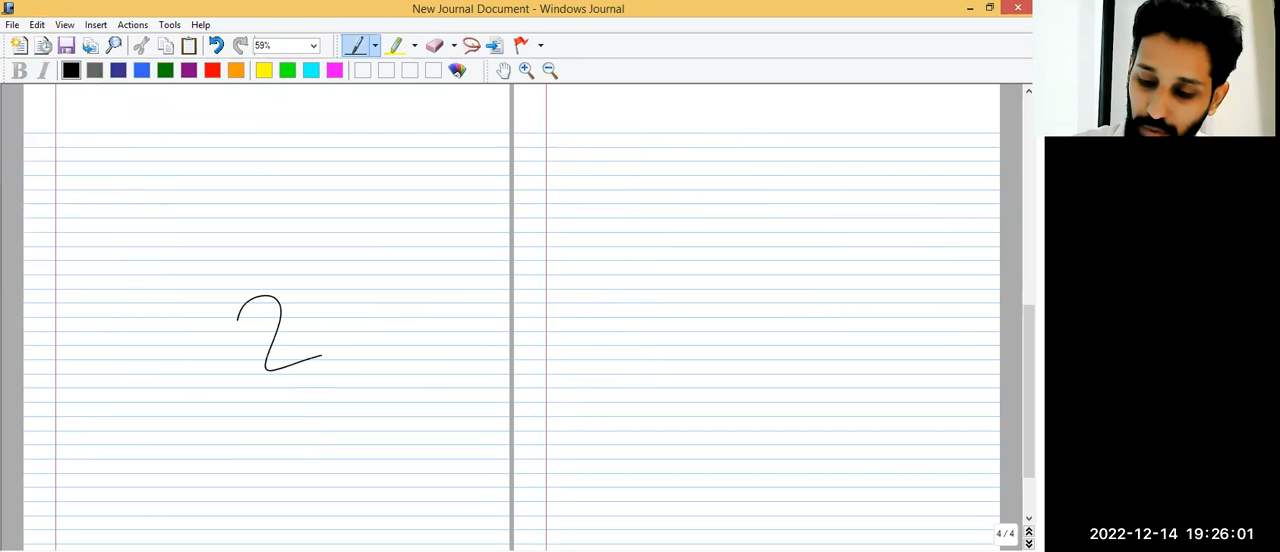 New Journal Document - Windows Journal
File Edit View Insert Actions Tools Help
59%
B I
2
4 / 4
2022-12-14 19:26:01